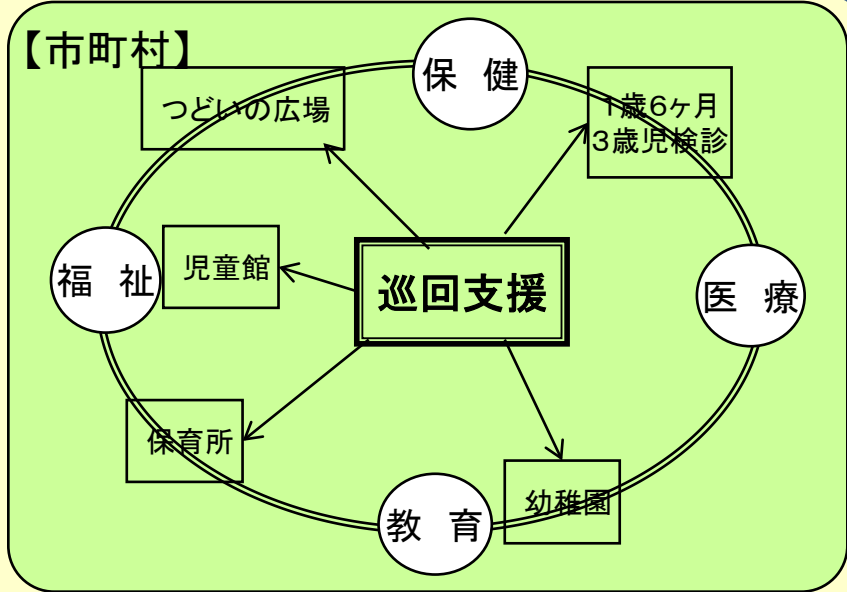 【市町村】
保 健
つどいの広場
1歳6ヶ月
3歳児検診
福 祉
児童館
巡回支援
医 療
保育所
教 育
幼稚園